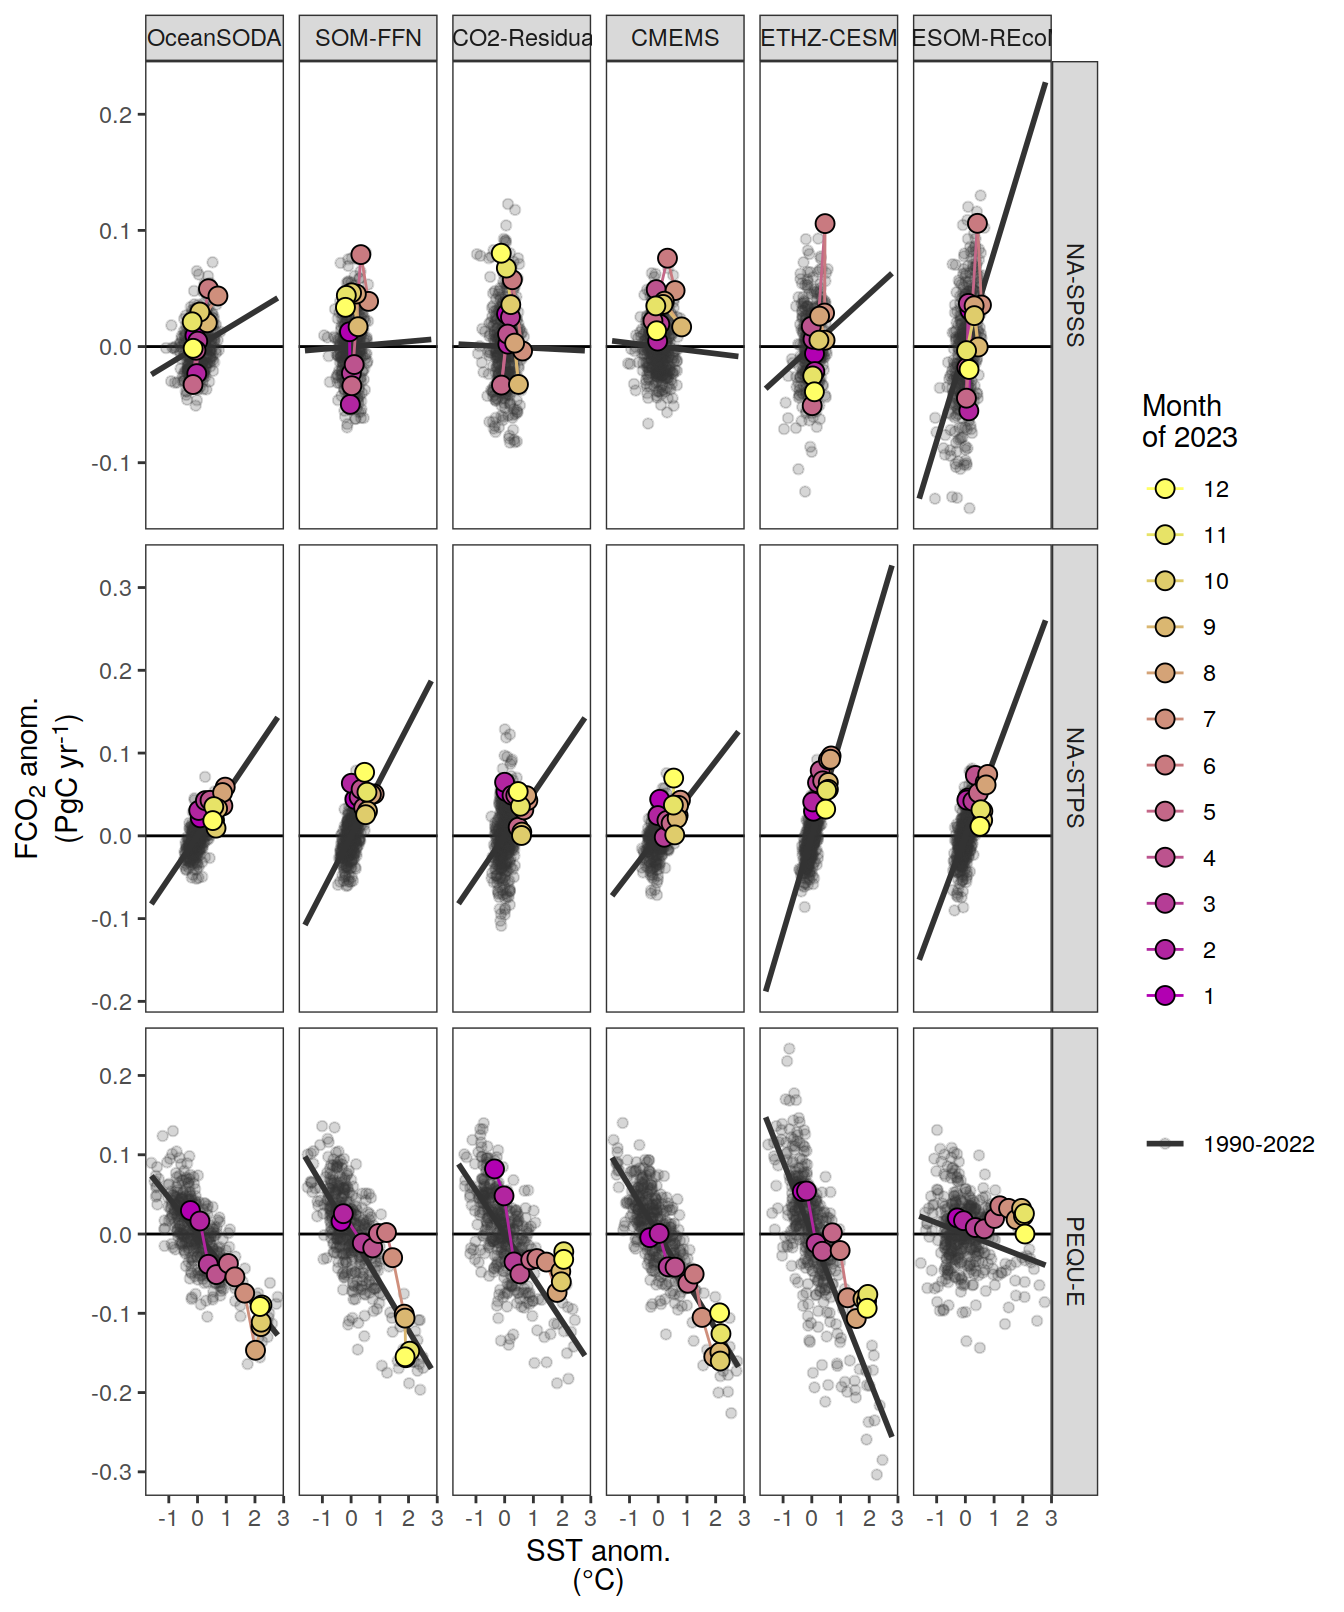 OceanSODA SOM-FFN CO2-Residua CMEMS ETHZ-CESM ESOM-REcoM
0.2
0.1
0.0
-0.1
NA-SPSS
0.3
0.2
0.1
0.0
-0.1
-0.2
NA-STPS
0.2
0.1
0.0
-0.1
-0.2
-0.3
PEQU-E
-1 0 1 2 3 -1 0 1 2 3 -1 0 1 2 3 -1 0 1 2 3 -1 0 1 2 3 -1 0 1 2 3
SST anom.
(°C)
FCO2 anom.
(PgC yr-1)
Month
of 2023
12
11
10
9
8
7
6
5
4
3
2
1
1990-2022